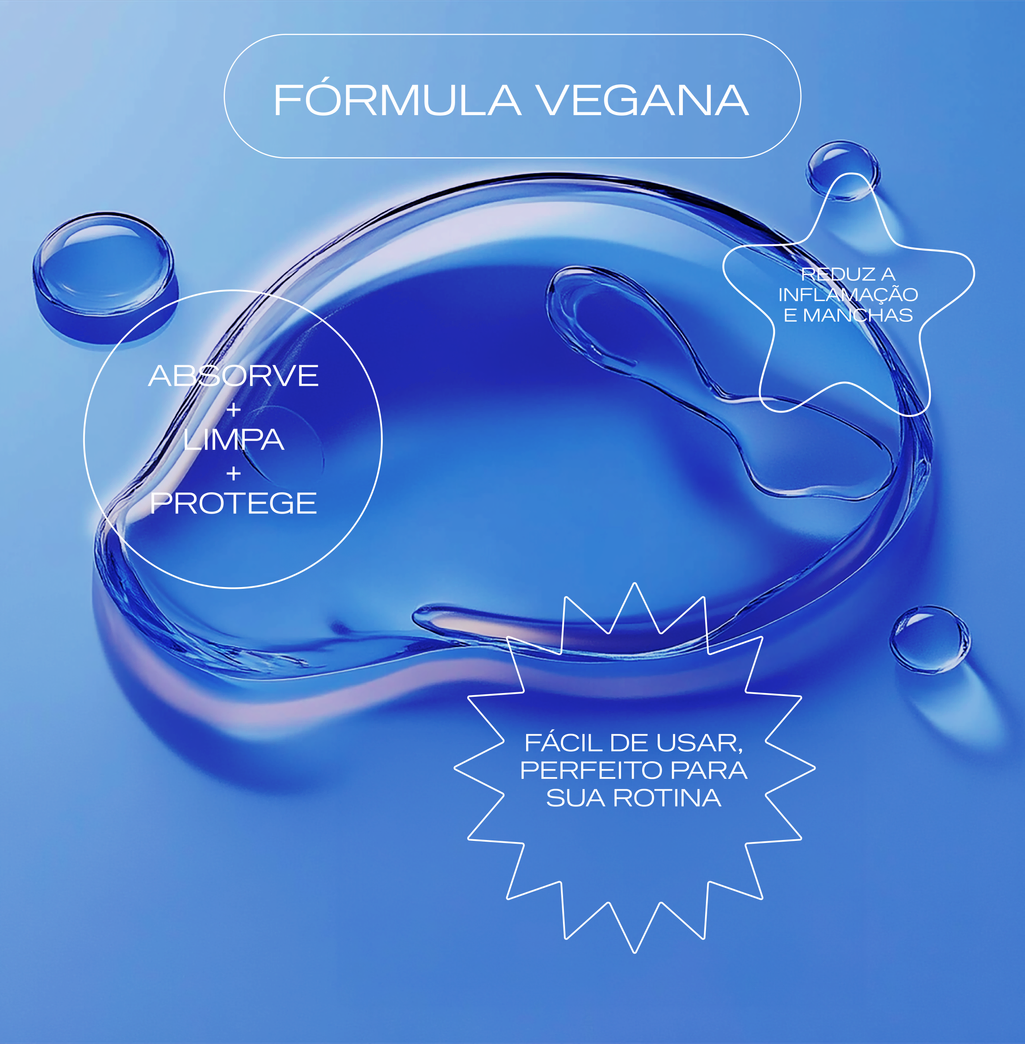 FÓRMULA VEGANA
REDUZ A
INFLAMAÇÃO
E MANCHAS
ABSORVE
+
LIMPA
+
PROTEGE
FÁCIL DE USAR,
PERFEITO PARA
SUA ROTINA